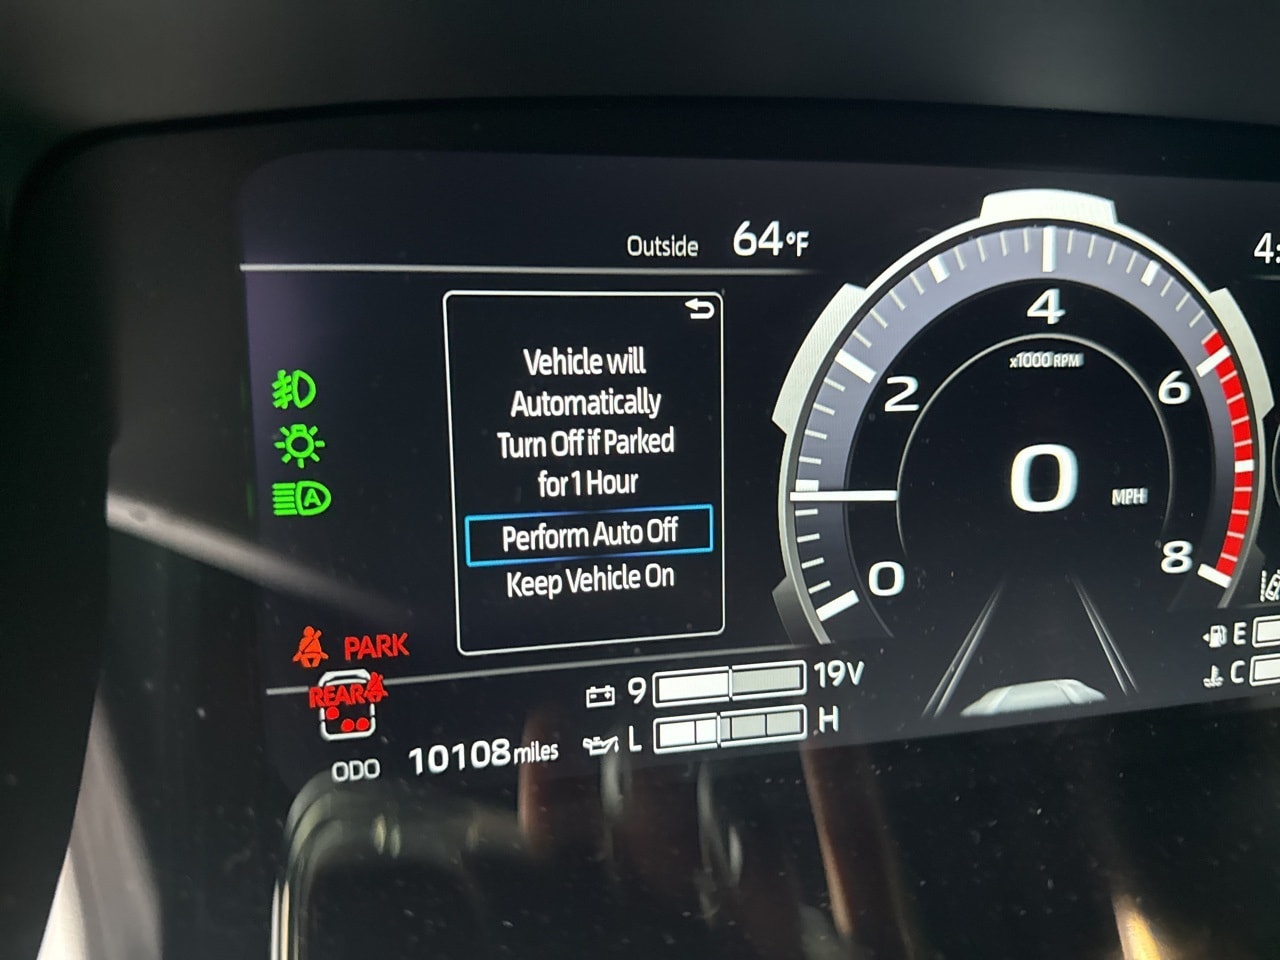 Outside 64°F
4:
Vehicle will
Automatically
Turn Off if Parked
for 1 Hour
Perform Auto Off
Keep Vehicle On
4
x1000 RPM
2
6
0
MPH
0
8
A
PARK
REAR
9
19V
L
H
E
C
ODO 10108 miles